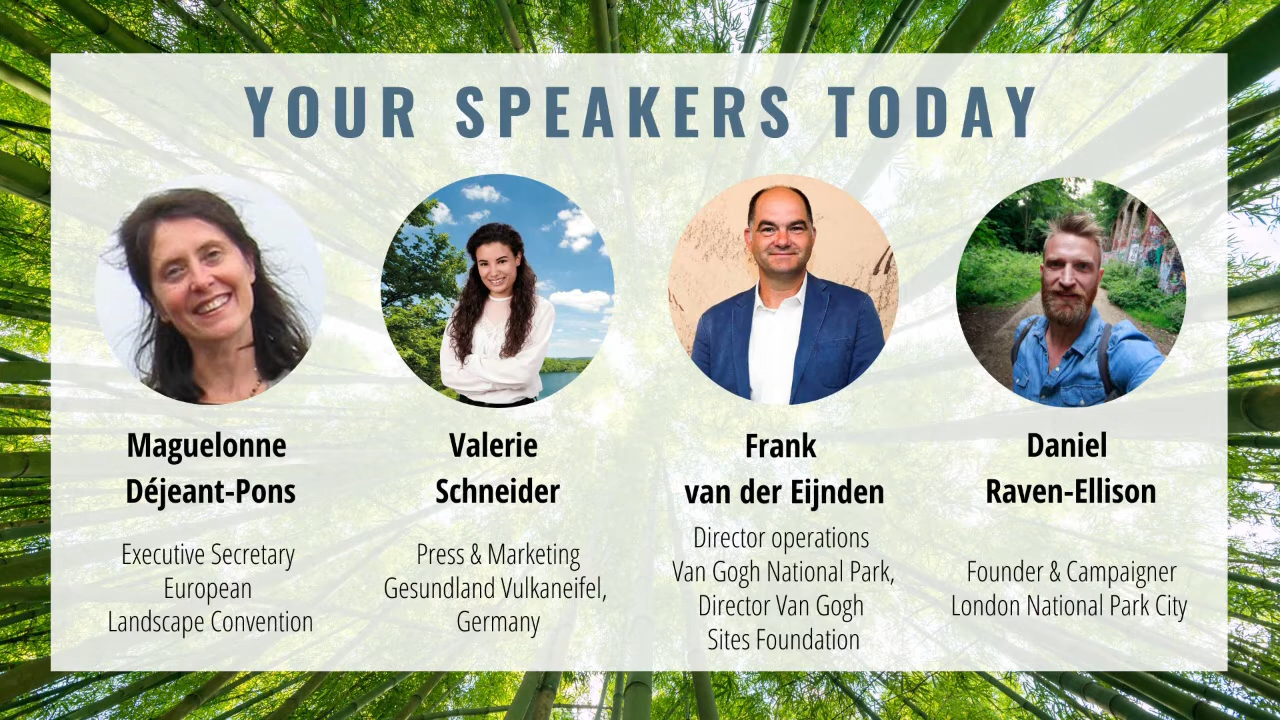 YOUR SPEAKERS TODAY
Maguelonne
Déjeant-Pons
Executive Secretary
European
Landscape Convention
Valerie
Schneider
Press & Marketing
Gesundland Vulkaneifel,
Germany
Frank
van der Eijnden
Director operations
Van Gogh National Park,
Director Van Gogh
Sites Foundation
Daniel
Raven-Ellison
Founder & Campaigner
London National Park City